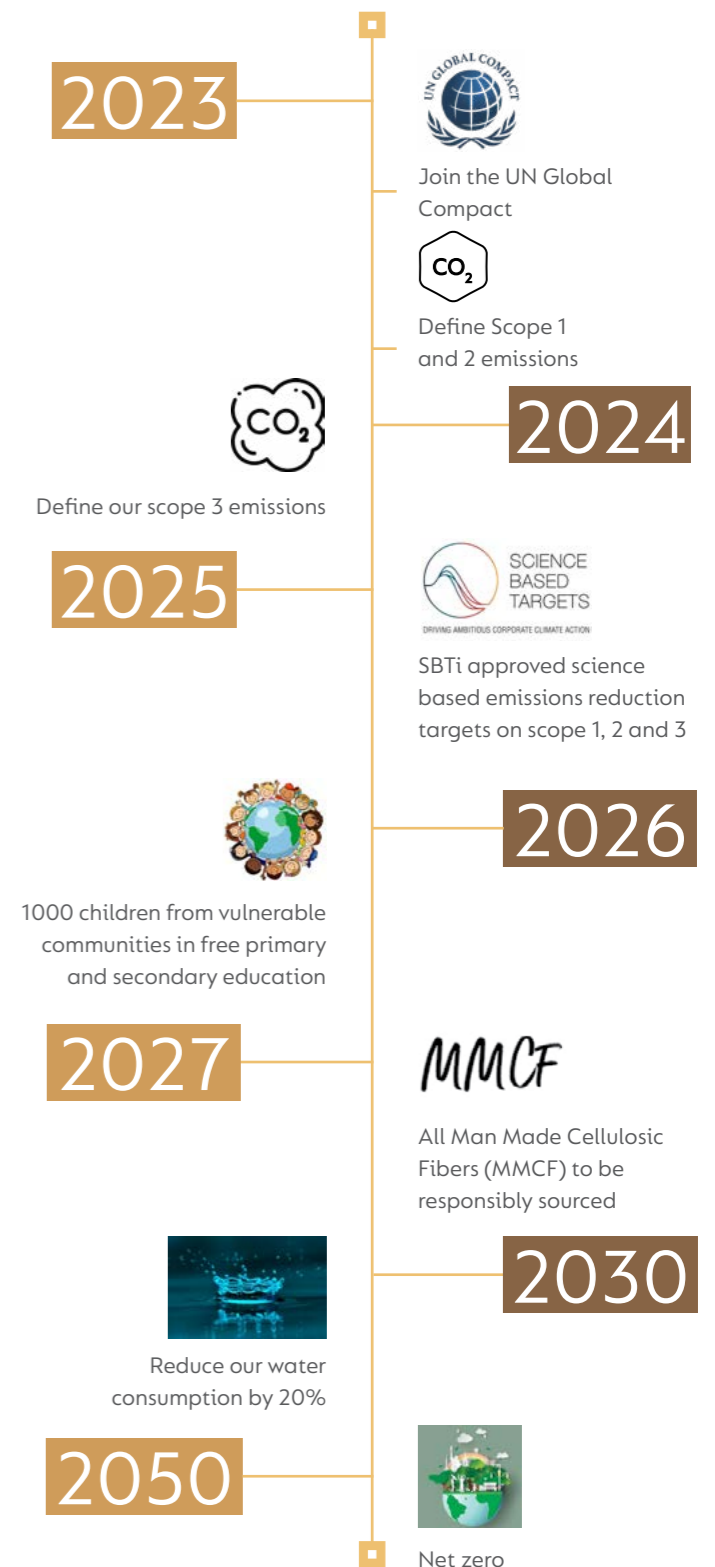 2023
UN GLOBAL COMPACT
Join the UN Global
Compact
CO2
Define Scope 1
and 2 emissions
2024
CO2
Define our scope 3 emissions
2025
SCIENCE
BASED
TARGETS
DRIVING AMBITIOUS CORPORATE CLIMATE ACTION
SBTi approved science
based emissions reduction
targets on scope 1, 2 and 3
2026
1000 children from vulnerable
communities in free primary
and secondary education
2027
MMCF
All Man Made Cellulosic
Fibers (MMCF) to be
responsibly sourced
2030
Reduce our water
consumption by 20%
2050
Net zero